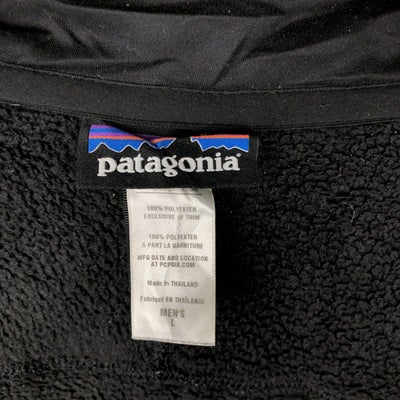 patagonia
100% POLYESTER
EXCLUSIVE OF TRIM
100% POLYESTER
A PART LA GARNITURE
MFG DATE AND LOCATION
AT PCPSIA.COM
Made In THAILAND
Fabriqué EN THAÏLANDE
MEN'S
L